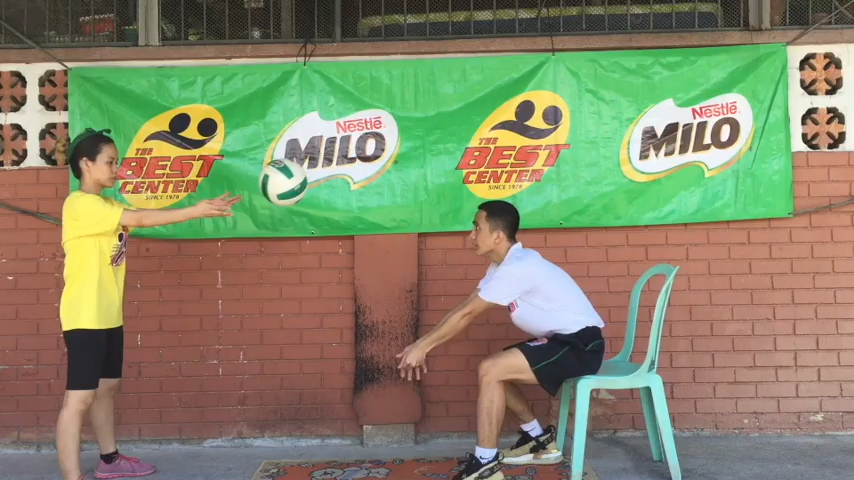 THE
BEST
CENTER
SINCE 1978
Nestlé
MILO
THE
BEST
CENTER
SINCE 1978
Nestlé
MILO